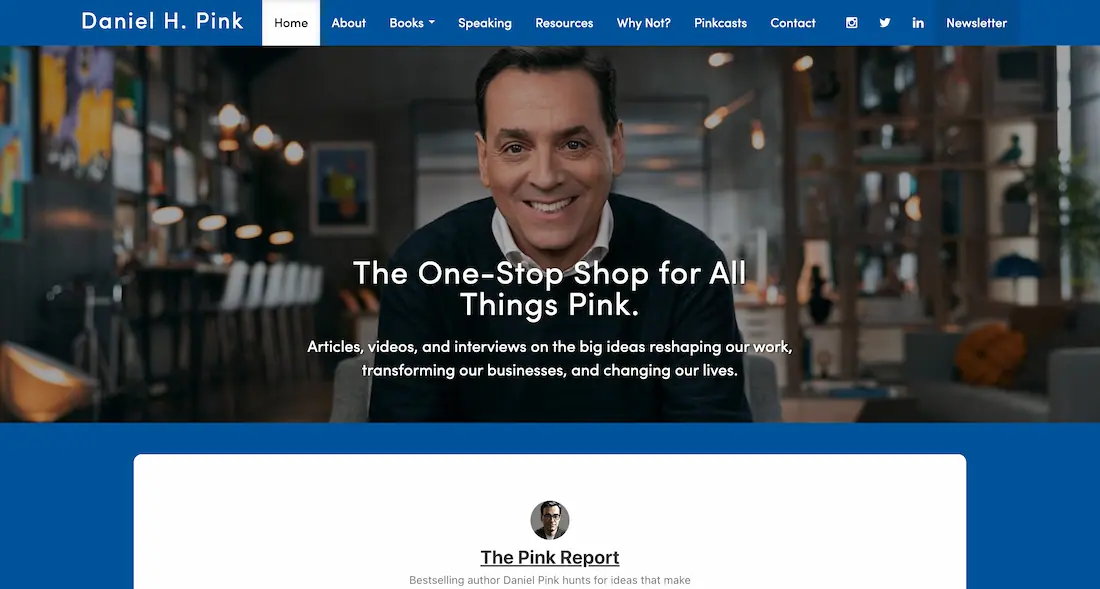 Daniel H. Pink Home About Books Speaking Resources Why Not? Pinkcasts Contact Newsletter
The One-Stop Shop for All
Things Pink.
Articles, videos, and interviews on the big ideas reshaping our work,
transforming our businesses, and changing our lives.
The Pink Report
Bestselling author Daniel Pink hunts for ideas that make